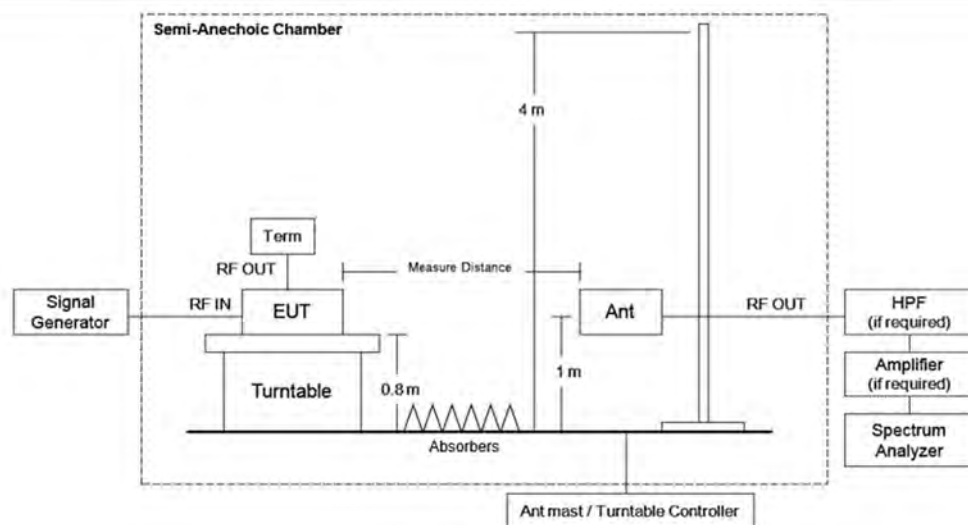 Semi-Anechoic Chamber
4 m
Term
RF OUT
Measure Distance
Signal
Generator
RF IN
EUT
Ant
RF OUT
HPF
(if required)
Turntable
0.8 m
1 m
Amplifier
(if required)
Absorbers
Spectrum
Analyzer
Ant mast / Turntable Controller